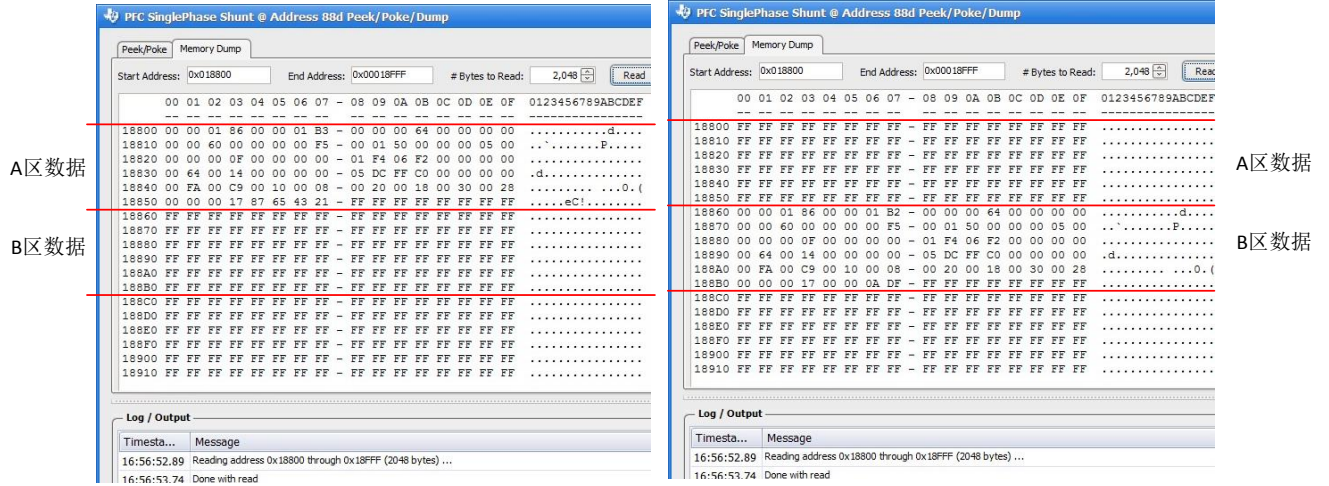 PFC SinglePhase Shunt @ Address 88d Peek/Poke/Dump
Peek/Poke Memory Dump
Start Address: 0x018800 End Address: 0x00018FFF # Bytes to Read: 2,048 Read
00 01 02 03 04 05 06 07 - 08 09 0A 0B 0C 0D 0E 0F 0123456789ABCDEF
-- -- -- -- -- -- -- -- -- -- -- -- -- -- -- -- ----------------
18800 00 00 01 86 00 00 01 B3 - 00 00 00 64 00 00 00 00 ...........d....
18810 00 00 60 00 00 00 00 F5 - 00 01 50 00 00 00 05 00 ..`.......P.....
18820 00 00 00 0F 00 00 00 00 - 01 F4 06 F2 00 00 00 00 ................
18830 00 64 00 14 00 00 00 00 - 05 DC FF C0 00 00 00 00 .d..............
18840 00 FA 00 C9 00 10 00 08 - 00 20 00 18 00 30 00 28 ......... ...0.(
18850 00 00 00 17 87 65 43 21 - FF FF FF FF FF FF FF FF .....eC!........
18860 FF FF FF FF FF FF FF FF - FF FF FF FF FF FF FF FF ................
18870 FF FF FF FF FF FF FF FF - FF FF FF FF FF FF FF FF ................
18880 FF FF FF FF FF FF FF FF - FF FF FF FF FF FF FF FF ................
18890 FF FF FF FF FF FF FF FF - FF FF FF FF FF FF FF FF ................
188A0 FF FF FF FF FF FF FF FF - FF FF FF FF FF FF FF FF ................
188B0 FF FF FF FF FF FF FF FF - FF FF FF FF FF FF FF FF ................
188C0 FF FF FF FF FF FF FF FF - FF FF FF FF FF FF FF FF ................
188D0 FF FF FF FF FF FF FF FF - FF FF FF FF FF FF FF FF ................
188E0 FF FF FF FF FF FF FF FF - FF FF FF FF FF FF FF FF ................
188F0 FF FF FF FF FF FF FF FF - FF FF FF FF FF FF FF FF ................
18900 FF FF FF FF FF FF FF FF - FF FF FF FF FF FF FF FF ................
18910 FF FF FF FF FF FF FF FF - FF FF FF FF FF FF FF FF ................
A区数据
B区数据
Log / Output
Timesta... Message
16:56:52.89 Reading address 0x18800 through 0x18FFF (2048 bytes) ...
16:56:53.74 Done with read
PFC SinglePhase Shunt @ Address 88d Peek/Poke/Dump
Peek/Poke Memory Dump
Start Address: 0x018800 End Address: 0x00018FFF # Bytes to Read: 2,048
00 01 02 03 04 05 06 07 - 08 09 0A 0B 0C 0D 0E 0F 0123456789ABCDEF
-- -- -- -- -- -- -- -- -- -- -- -- -- -- -- -- ----------------
18800 FF FF FF FF FF FF FF FF - FF FF FF FF FF FF FF FF ................
18810 FF FF FF FF FF FF FF FF - FF FF FF FF FF FF FF FF ................
18820 FF FF FF FF FF FF FF FF - FF FF FF FF FF FF FF FF ................
18830 FF FF FF FF FF FF FF FF - FF FF FF FF FF FF FF FF ................
18840 FF FF FF FF FF FF FF FF - FF FF FF FF FF FF FF FF ................
18850 FF FF FF FF FF FF FF FF - FF FF FF FF FF FF FF FF ................
18860 00 00 01 86 00 00 01 B2 - 00 00 00 64 00 00 00 00 ...........d....
18870 00 00 60 00 00 00 00 F5 - 00 01 50 00 00 00 05 00 ..`.......P.....
18880 00 00 00 0F 00 00 00 00 - 01 F4 06 F2 00 00 00 00 ................
18890 00 64 00 14 00 00 00 00 - 05 DC FF C0 00 00 00 00 .d..............
188A0 00 FA 00 C9 00 10 00 08 - 00 20 00 18 00 30 00 28 ......... ...0.(
188B0 00 00 00 17 00 00 0A DF - FF FF FF FF FF FF FF FF ................
188C0 FF FF FF FF FF FF FF FF - FF FF FF FF FF FF FF FF ................
188D0 FF FF FF FF FF FF FF FF - FF FF FF FF FF FF FF FF ................
188E0 FF FF FF FF FF FF FF FF - FF FF FF FF FF FF FF FF ................
188F0 FF FF FF FF FF FF FF FF - FF FF FF FF FF FF FF FF ................
18900 FF FF FF FF FF FF FF FF - FF FF FF FF FF FF FF FF ................
18910 FF FF FF FF FF FF FF FF - FF FF FF FF FF FF FF FF ................
A区数据
B区数据
Log / Output
Timesta... Message
16:56:52.89 Reading address 0x18800 through 0x18FFF (2048 bytes) ...
16:56:53.74 Done with read